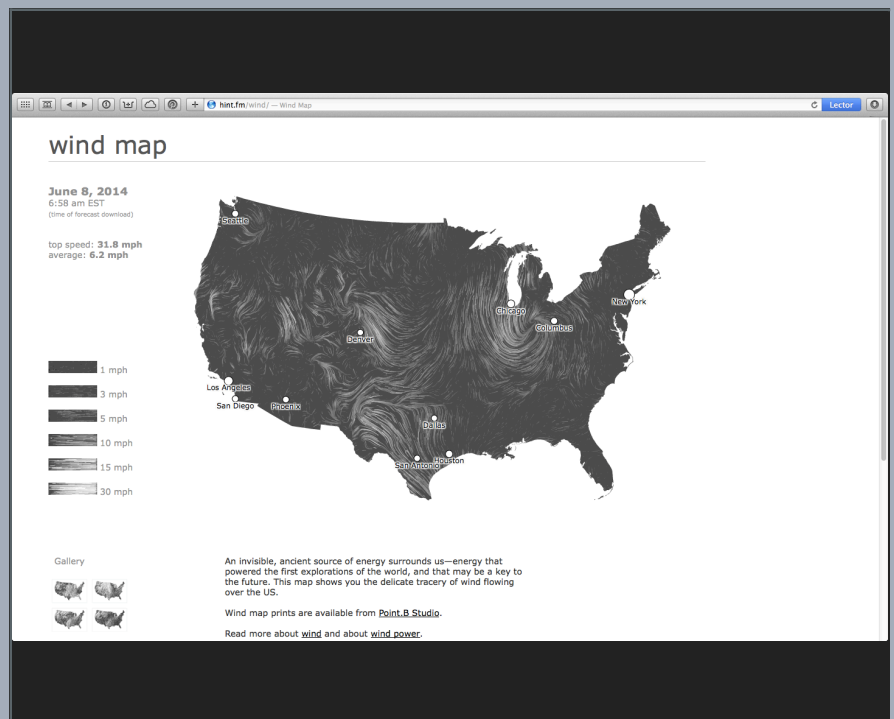 hint.fm/wind/ — Wind Map
Lector
wind map
June 8, 2014
6:58 am EST
(time of forecast download)
top speed: 31.8 mph
average: 6.2 mph
1 mph
3 mph
5 mph
10 mph
15 mph
30 mph
Seattle
Chicago
New York
Columbus
Denver
Los Angeles
San Diego
Phoenix
Dallas
San Antonio
Houston
Gallery
An invisible, ancient source of energy surrounds us—energy that
powered the first explorations of the world, and that may be a key to
the future. This map shows you the delicate tracery of wind flowing
over the US.
Wind map prints are available from Point.B Studio.
Read more about wind and about wind power.